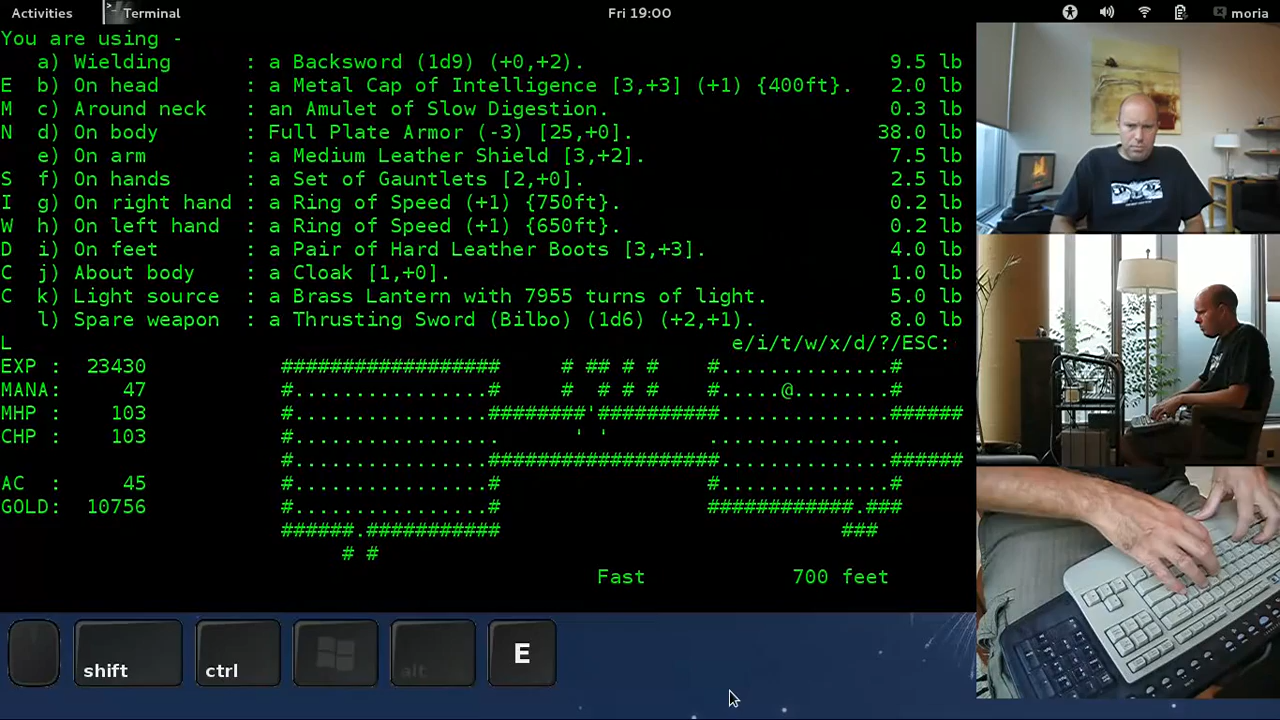 Activities Terminal Fri 19:00 moria
You are using -
a) Wielding : a Backsword (1d9) (+0,+2). 9.5 lb
E b) On head : a Metal Cap of Intelligence [3,+3] (+1) {400ft}. 2.0 lb
M c) Around neck : an Amulet of Slow Digestion. 0.3 lb
N d) On body : Full Plate Armor (-3) [25,+0]. 38.0 lb
e) On arm : a Medium Leather Shield [3,+2]. 7.5 lb
S f) On hands : a Set of Gauntlets [2,+0]. 2.5 lb
I g) On right hand : a Ring of Speed (+1) {750ft}. 0.2 lb
W h) On left hand : a Ring of Speed (+1) {650ft}. 0.2 lb
D i) On feet : a Pair of Hard Leather Boots [3,+3]. 4.0 lb
C j) About body : a Cloak [1,+0]. 1.0 lb
C k) Light source : a Brass Lantern with 7955 turns of light. 5.0 lb
l) Spare weapon : a Thrusting Sword (Bilbo) (1d6) (+2,+1). 8.0 lb
L e/i/t/w/x/d/?/ESC:
EXP : 23430 ################## # ## # # #..............#
MANA: 47 #................# # # # # #.....@........#
MHP : 103 #................########'##########..............######
CHP : 103 #................. ' ' ................
#................###################..............######
AC : 45 #................# #..............#
GOLD: 10756 #................# ############.###
######.########### ###
# #
Fast 700 feet
shift ctrl alt E